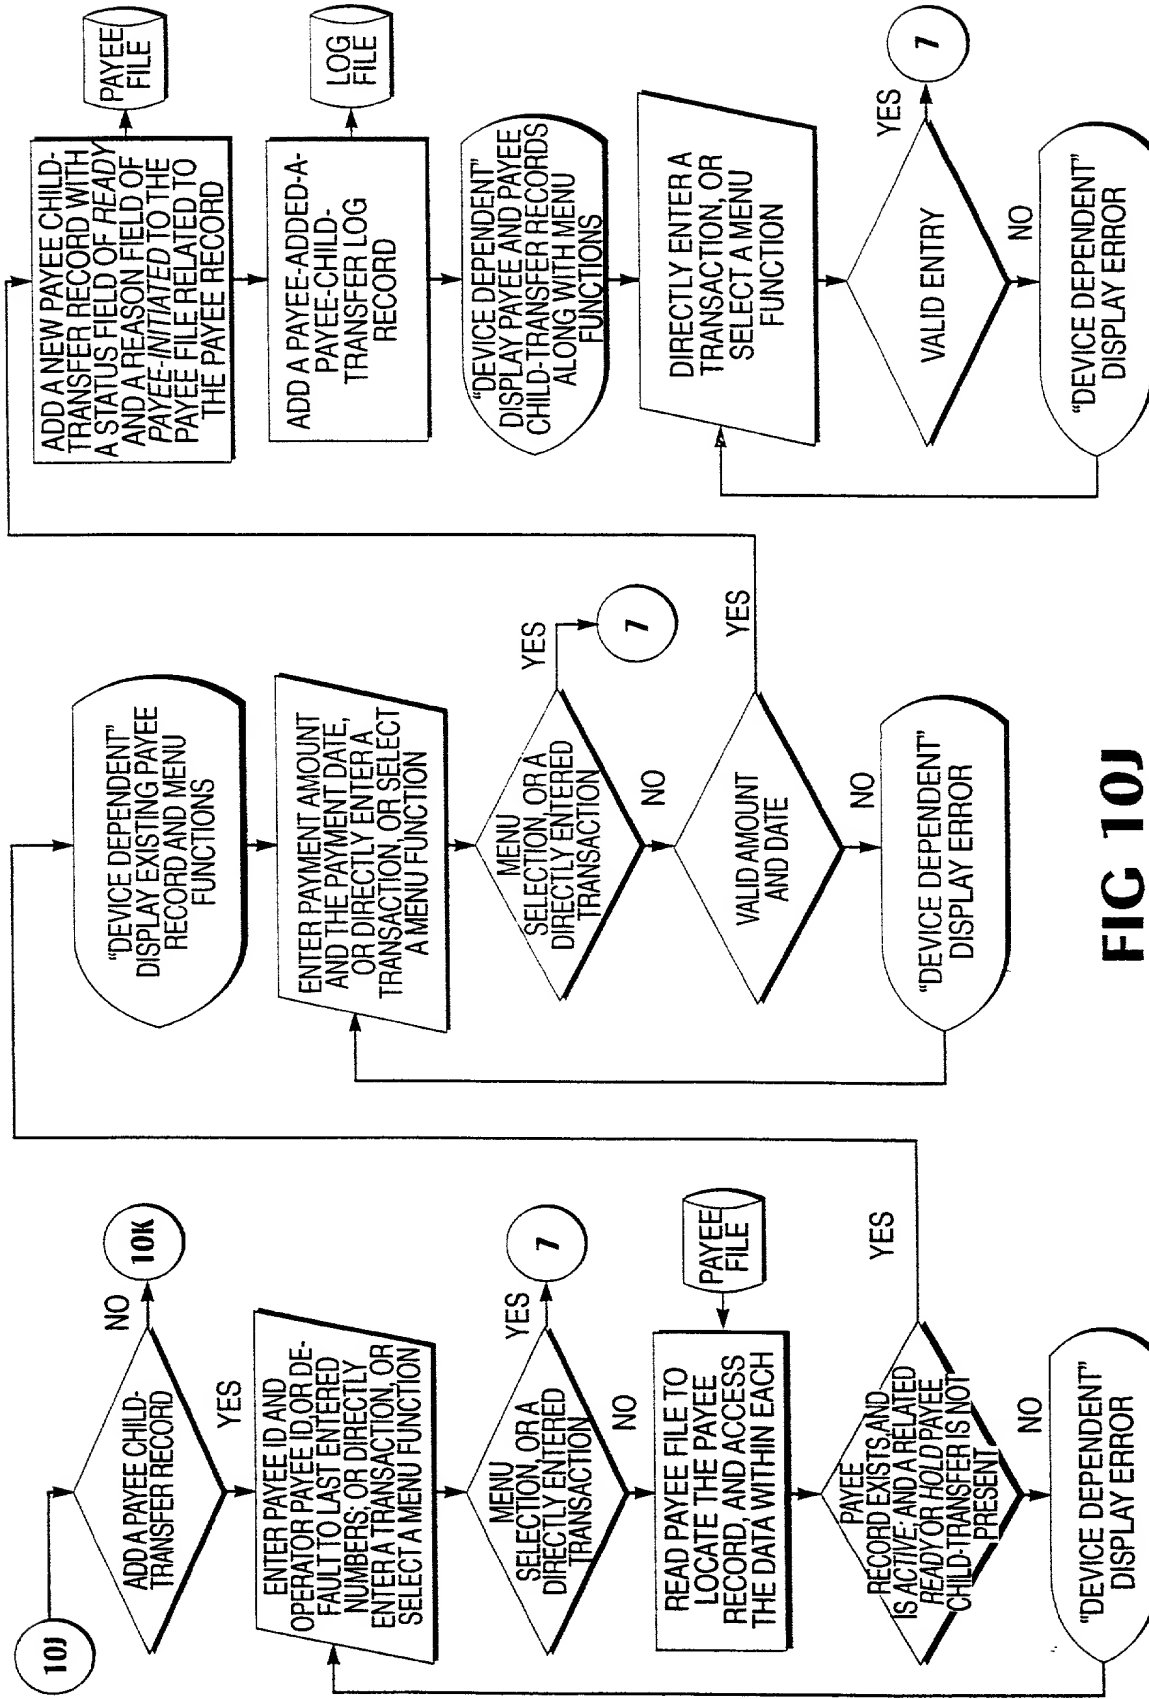 10J
ADD A PAYEE CHILD-
TRANSFER RECORD
NO
10K
YES
ENTER PAYEE ID AND
OPERATOR PAYEE ID, OR DE-
FAULT TO LAST ENTERED
NUMBERS; OR DIRECTLY
ENTER A TRANSACTION, OR
SELECT A MENU FUNCTION
MENU
SELECTION, OR A
DIRECTLY ENTERED
TRANSACTION
YES
7
NO
READ PAYEE FILE TO
LOCATE THE PAYEE
RECORD, AND ACCESS
THE DATA WITHIN EACH
PAYEE
FILE
PAYEE
RECORD EXISTS, AND
IS ACTIVE; AND A RELATED
READY OR HOLD PAYEE
CHILD-TRANSFER IS NOT
PRESENT
YES
NO
"DEVICE DEPENDENT"
DISPLAY ERROR
"DEVICE DEPENDENT"
DISPLAY EXISTING PAYEE
RECORD AND MENU
FUNCTIONS
ENTER PAYMENT AMOUNT
AND THE PAYMENT DATE,
OR DIRECTLY ENTER A
TRANSACTION, OR SELECT
A MENU FUNCTION
MENU
SELECTION, OR A
DIRECTLY ENTERED
TRANSACTION
YES
7
NO
VALID AMOUNT
AND DATE
YES
NO
"DEVICE DEPENDENT"
DISPLAY ERROR
ADD A NEW PAYEE CHILD-
TRANSFER RECORD WITH
A STATUS FIELD OF READY
AND A REASON FIELD OF
PAYEE-INITIATED TO THE
PAYEE FILE RELATED TO
THE PAYEE RECORD
PAYEE
FILE
ADD A PAYEE-ADDED-A-
PAYEE-CHILD-
TRANSFER LOG
RECORD
LOG
FILE
"DEVICE DEPENDENT"
DISPLAY PAYEE AND PAYEE
CHILD-TRANSFER RECORDS
ALONG WITH MENU
FUNCTIONS
DIRECTLY ENTER A
TRANSACTION, OR
SELECT A MENU
FUNCTION
VALID ENTRY
YES
7
NO
"DEVICE DEPENDENT"
DISPLAY ERROR
FIG 10J